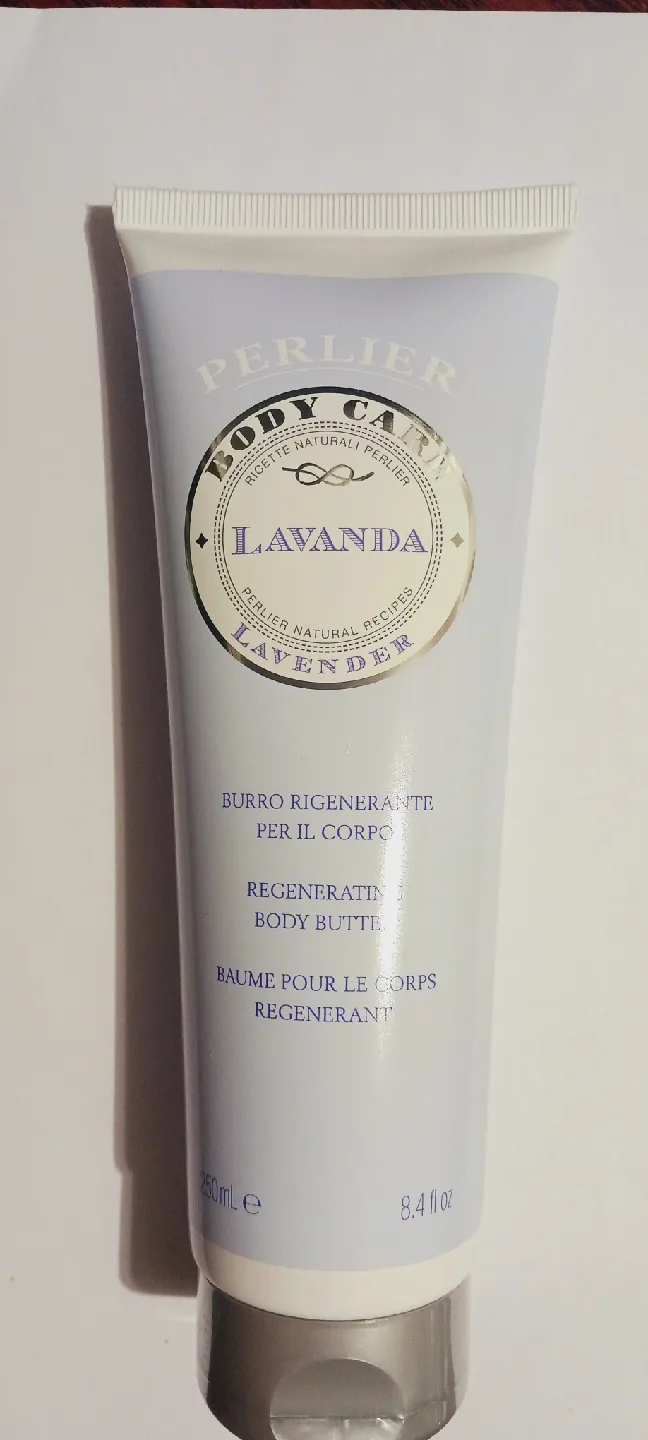 PERLIER
BODY CARE
RICETTE NATURALI PERLIER
LAVANDA
PERLIER NATURAL RECIPES
LAVENDER
BURRO RIGENERANTE
PER IL CORPO
REGENERATING
BODY BUTTER
BAUME POUR LE CORPS
REGENERANT
250mL ℮
8.4 fl oz